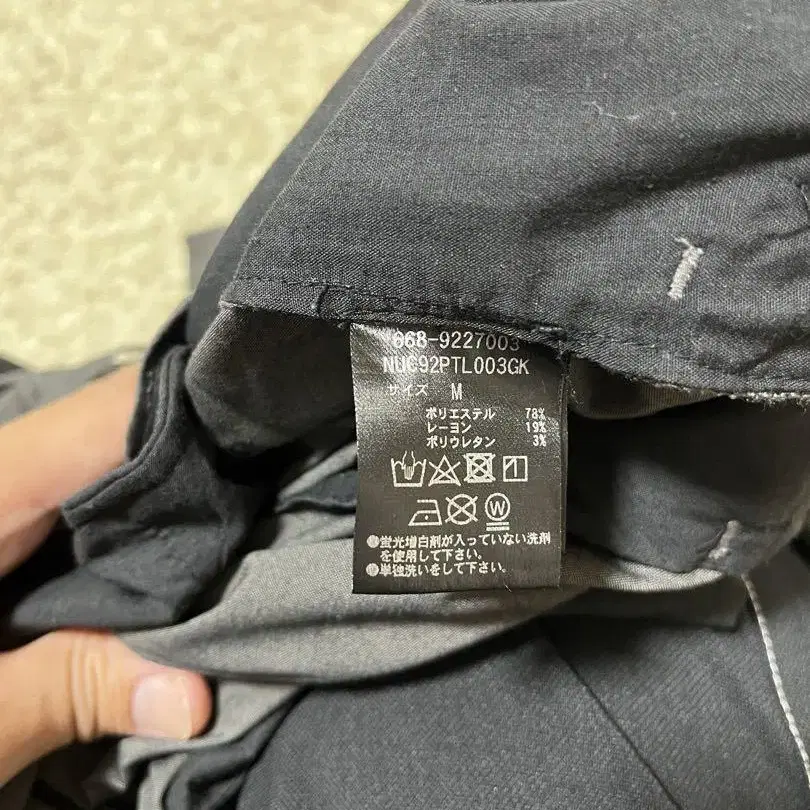 068-9227003
NUC92PTL003GK
サイズ M
ポリエステル 78%
レーヨン 19%
ポリウレタン 3%
W
●蛍光増白剤が入っていない洗剤
を使用して下さい。
●単独洗いをして下さい。